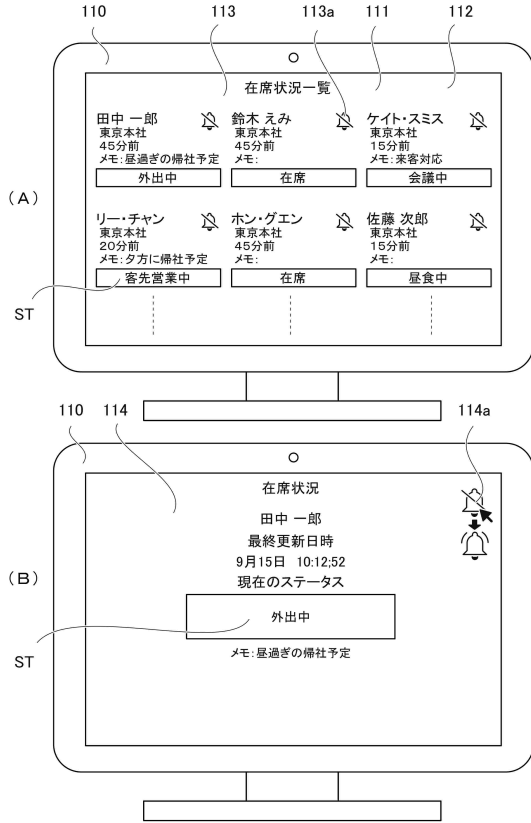 110 113 113a 111 112
在席状況一覧
田中 一郎
東京本社
45分前
メモ:昼過ぎの帰社予定
外出中
鈴木 えみ
東京本社
45分前
メモ:
在席
ケイト・スミス
東京本社
15分前
メモ:来客対応
会議中
(A)
リー・チャン
東京本社
20分前
メモ:夕方に帰社予定
客先営業中
ホン・グエン
東京本社
45分前
メモ:
在席
佐藤 次郎
東京本社
15分前
メモ:
昼食中
ST
110 114 114a
在席状況
田中 一郎
最終更新日時
9月15日 10:12;52
現在のステータス
(B)
外出中
ST
メモ:昼過ぎの帰社予定